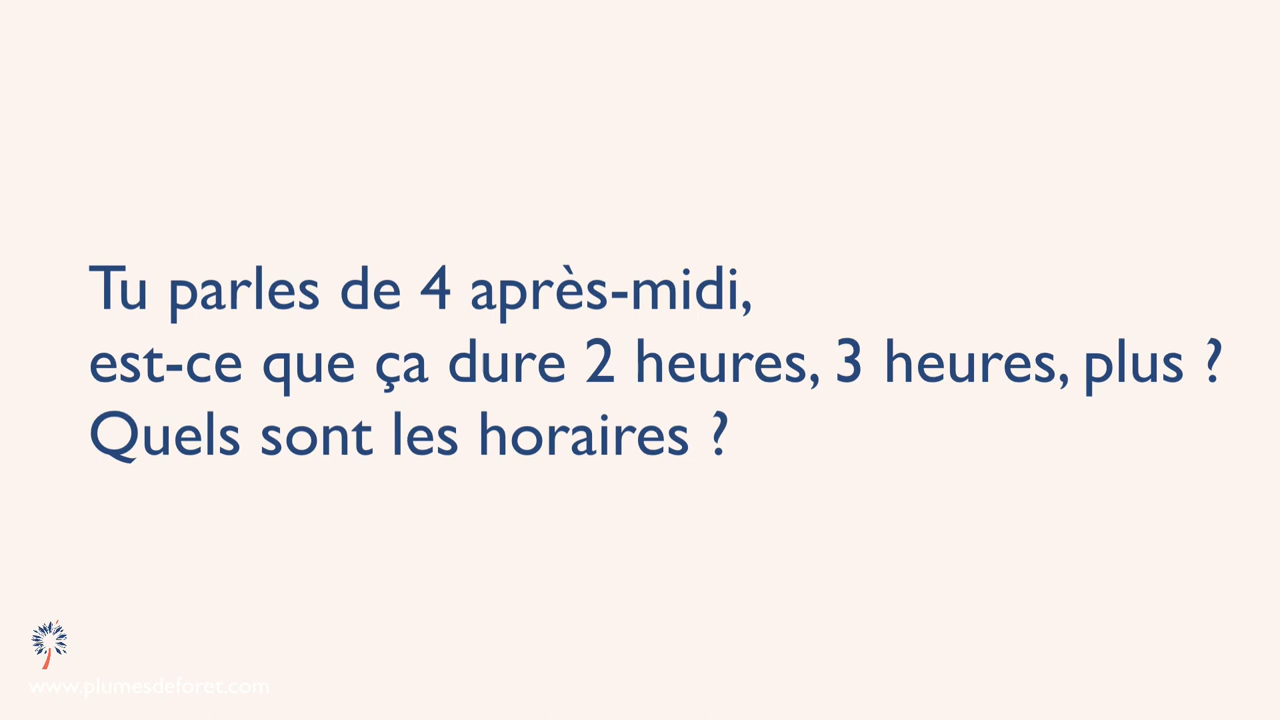 Tu parles de 4 après-midi,
est-ce que ça dure 2 heures, 3 heures, plus ?
Quels sont les horaires ?
www.plumesdeforet.com